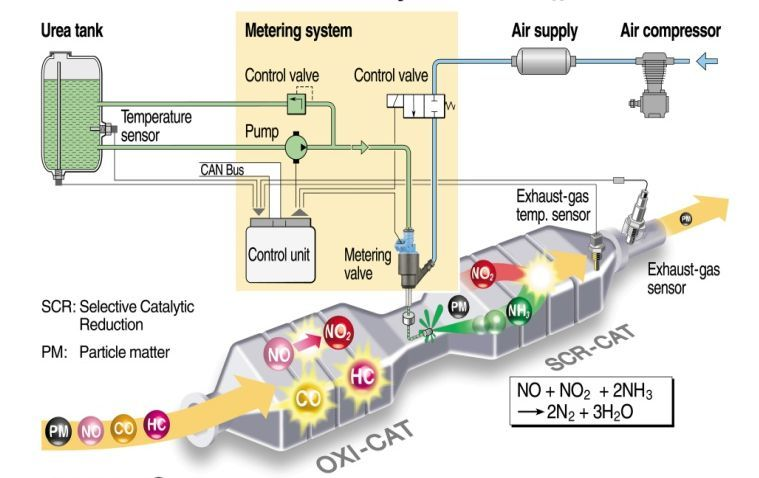 Urea tank
Metering system
Air supply
Air compressor
Control valve
Control valve
Temperature
sensor
Pump
CAN Bus
Exhaust-gas
temp. sensor
PM
Control unit
Metering
valve
Exhaust-gas
sensor
NO₂
SCR: Selective Catalytic
Reduction
PM
NH₃
NO₂
PM: Particle matter
NO
SCR-CAT
HC
CO
NO + NO₂ + 2NH₃
→ 2N₂ + 3H₂O
PM NO CO HC
OXI-CAT